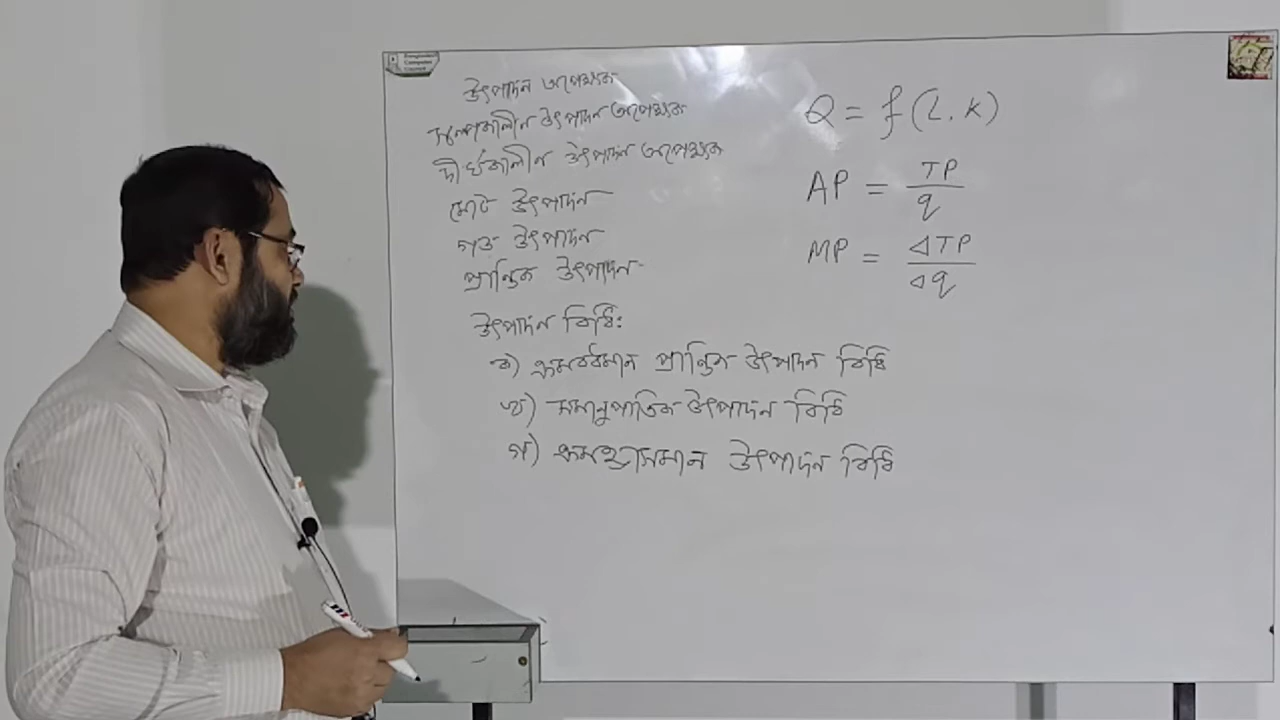 উৎপাদন অপেক্ষক
স্বল্পকালীন উৎপাদন অপেক্ষক
দীর্ঘকালীন উৎপাদন অপেক্ষক
মোট উৎপাদন
গড় উৎপাদন
প্রান্তিক উৎপাদন
উৎপাদন বিধি:
ক) ক্রমবর্ধমান প্রান্তিক উৎপাদন বিধি
খ) সমানুপাতিক উৎপাদন বিধি
গ) ক্রমহ্রাসমান উৎপাদন বিধি
Q = f (L, K)
AP = TP / q
MP = ΔTP / Δq